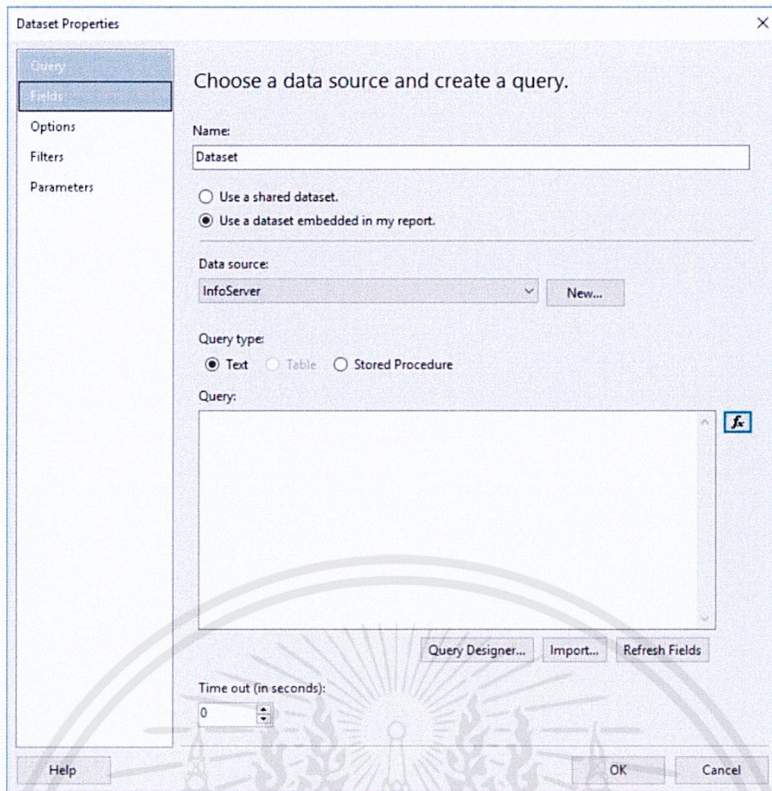 Dataset Properties
Query
Fields
Options
Filters
Parameters
Choose a data source and create a query.
Name:
Dataset
Use a shared dataset.
Use a dataset embedded in my report.
Data source:
InfoServer
New...
Query type:
Text
Table
Stored Procedure
Query:
fx
Query Designer...
Import...
Refresh Fields
Time out (in seconds):
0
Help
OK
Cancel